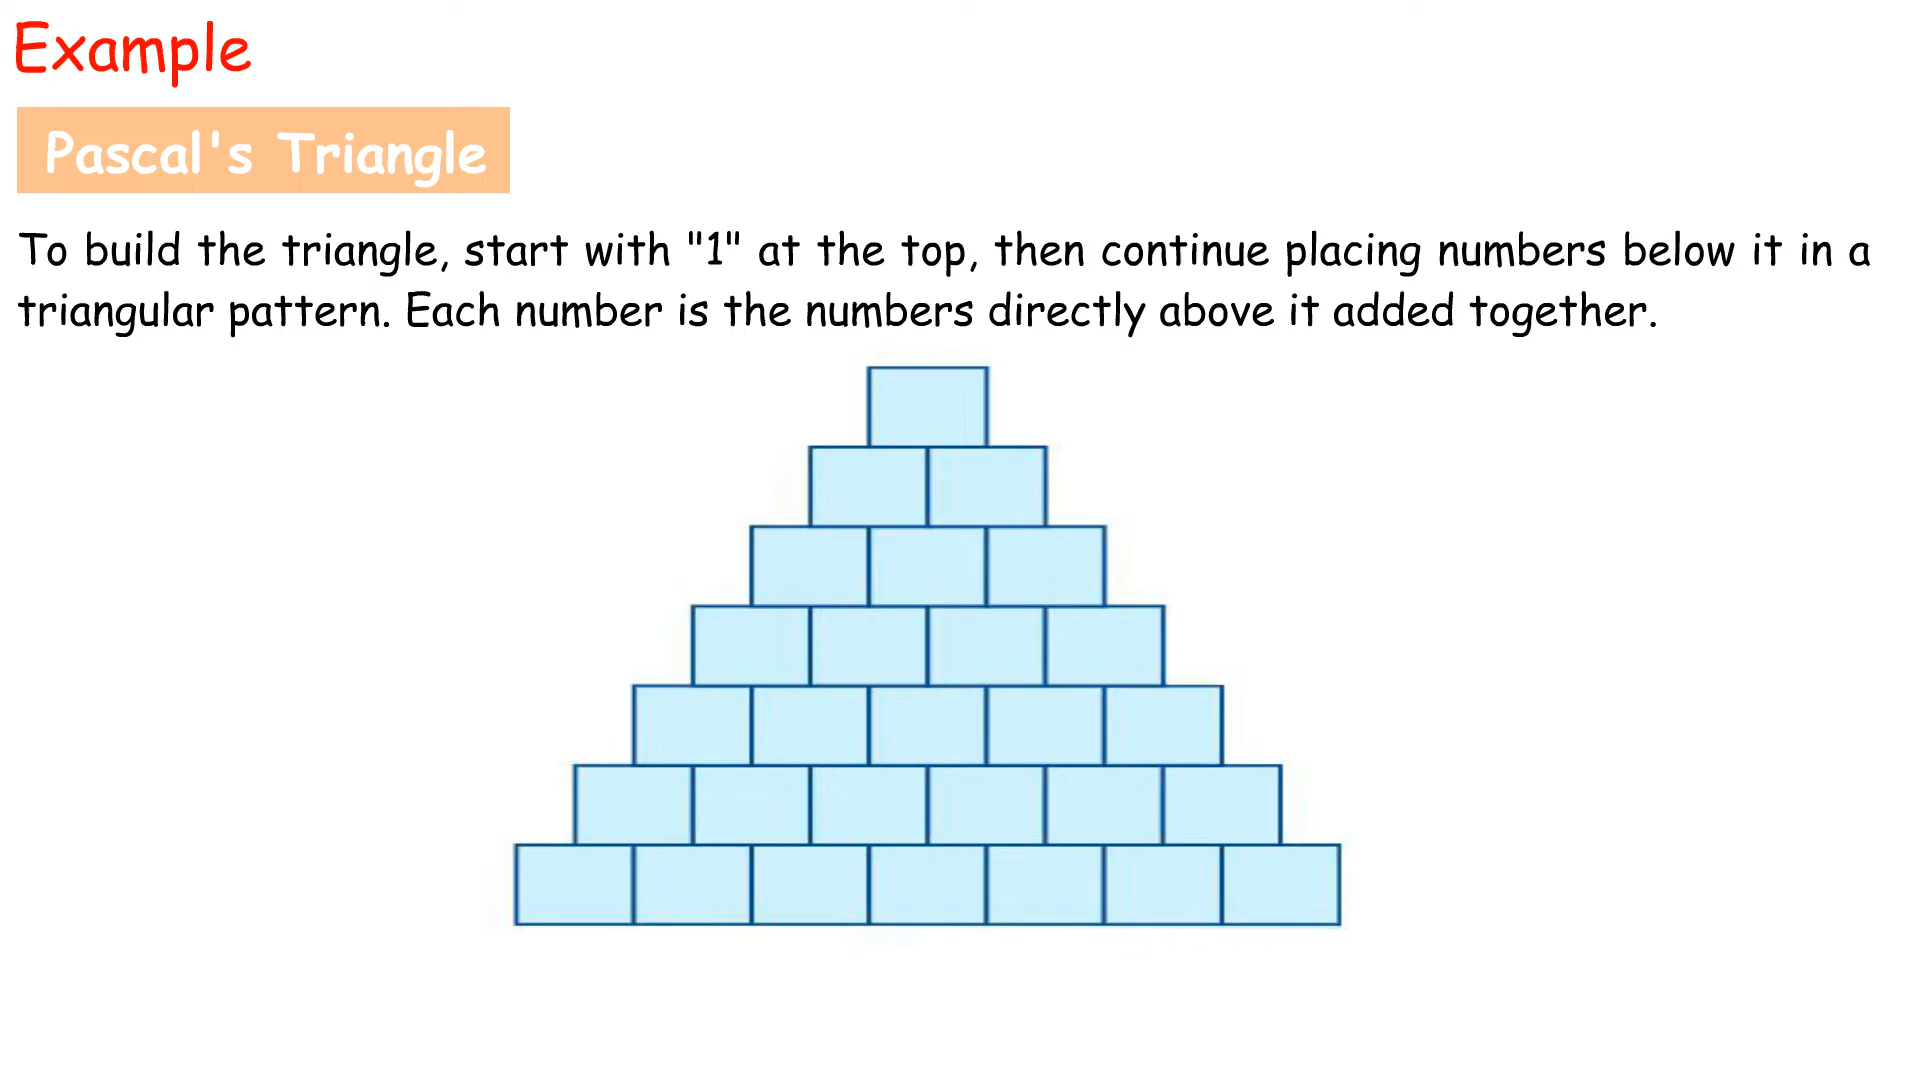 Example
Pascal's Triangle
To build the triangle, start with "1" at the top, then continue placing numbers below it in a
triangular pattern. Each number is the numbers directly above it added together.